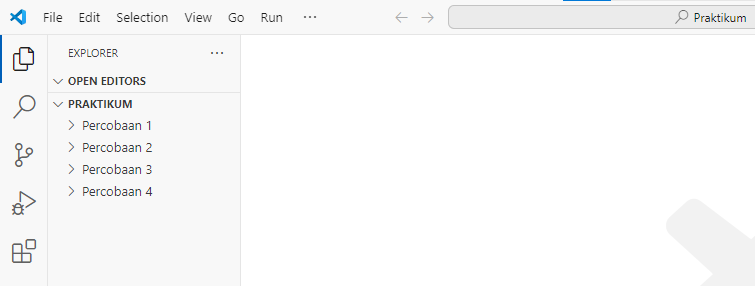 File Edit Selection View Go Run ··· Praktikum
EXPLORER ···
OPEN EDITORS
PRAKTIKUM
Percobaan 1
Percobaan 2
Percobaan 3
Percobaan 4